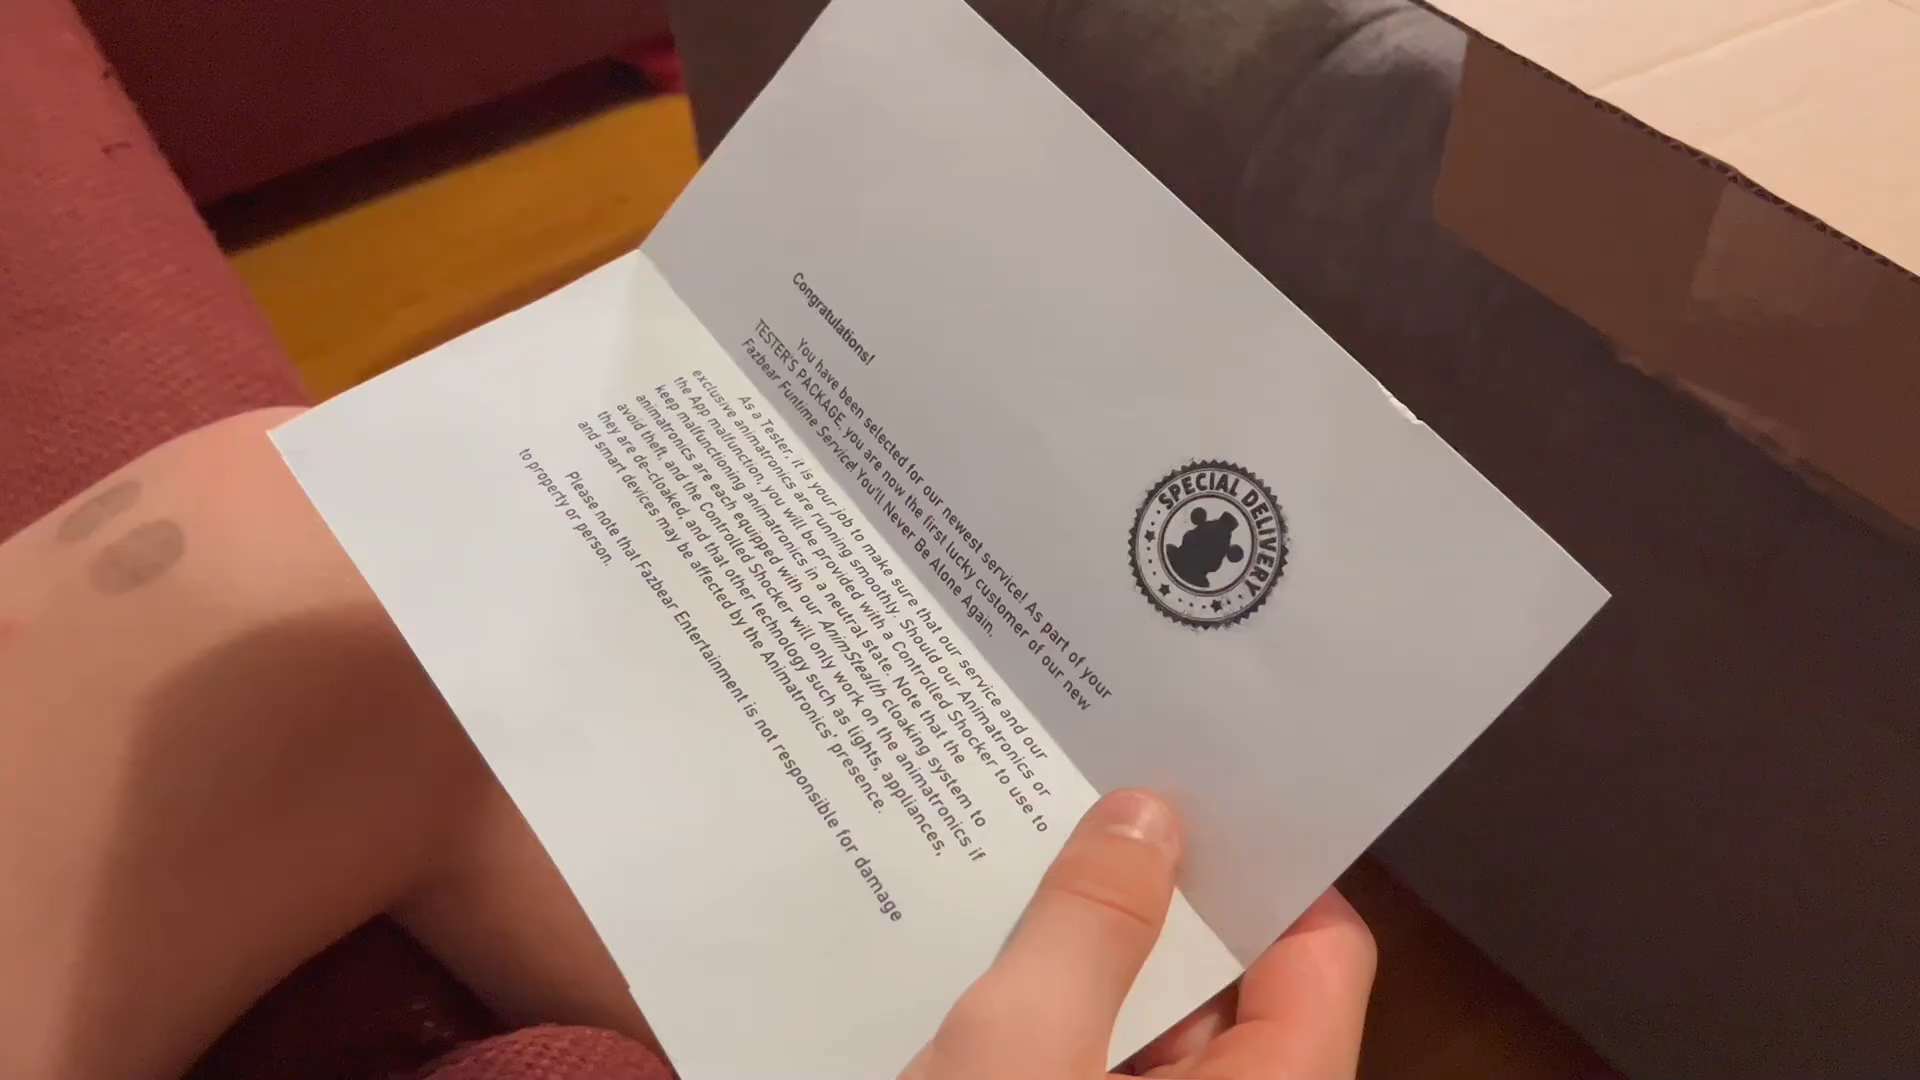 SPECIAL DELIVERY
Congratulations!
You have been selected for our newest service! As part of your
TESTER'S PACKAGE, you are now the first lucky customer of our new
Fazbear Funtime Service! You'll Never Be Alone Again.
As a Tester, it is your job to make sure that our service and our
exclusive animatronics are running smoothly. Should our Animatronics or
the App malfunction, you will be provided with a Controlled Shocker to use to
keep malfunctioning animatronics in a neutral state. Note that the
animatronics are each equipped with our AnimStealth cloaking system to
avoid theft, and the Controlled Shocker will only work on the animatronics if
they are de-cloaked, and that other technology such as lights, appliances,
and smart devices may be affected by the Animatronics' presence.
Please note that Fazbear Entertainment is not responsible for damage
to property or person.